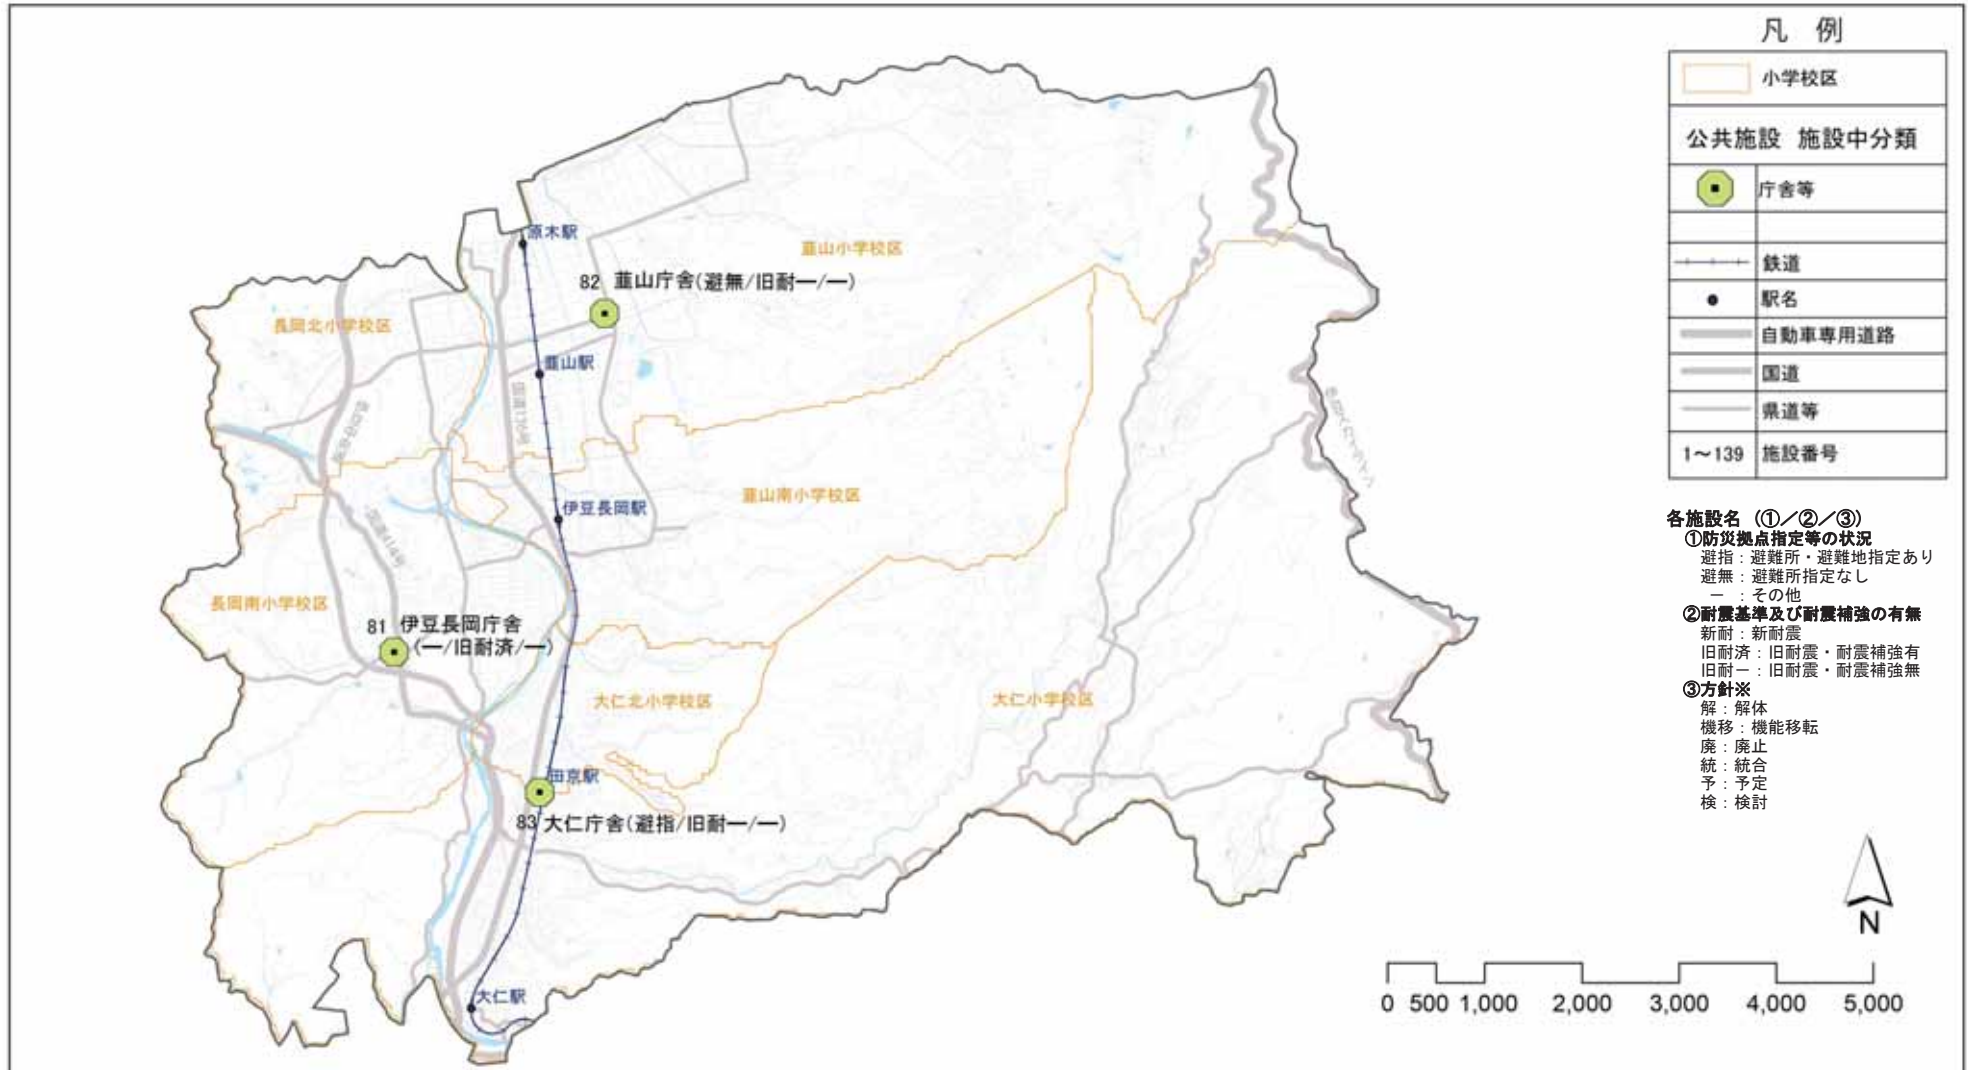 凡 例
小学校区
公共施設 施設中分類
庁舎等
鉄道
駅名
自動車専用道路
国道
県道等
1～139 施設番号
各施設名 (①／②／③)
①防災拠点指定等の状況
避指：避難所・避難地指定あり
避無：避難所指定なし
－ ：その他
②耐震基準及び耐震補強の有無
新耐：新耐震
旧耐済：旧耐震・耐震補強有
旧耐－：旧耐震・耐震補強無
③方針※
解：解体
機移：機能移転
廃：廃止
統：統合
予：予定
検：検討
原木駅
韮山小学校区
82 韮山庁舎(避無/旧耐―/―)
長岡北小学校区
韮山駅
国道136号
韮山南小学校区
伊豆長岡駅
国道414号
長岡南小学校区
81 伊豆長岡庁舎
(―/旧耐済/―)
大仁北小学校区
大仁小学校区
田京駅
83 大仁庁舎(避指/旧耐―/―)
大仁駅
N
0 500 1,000 2,000 3,000 4,000 5,000